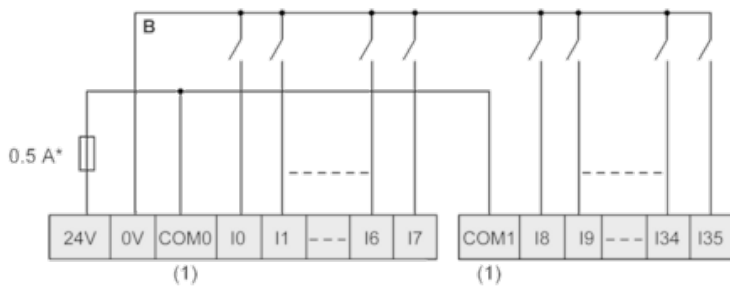 B
0.5 A*
24V 0V COM0 I0 I1 --- I6 I7 COM1 I8 I9 --- I34 I35
(1) (1)